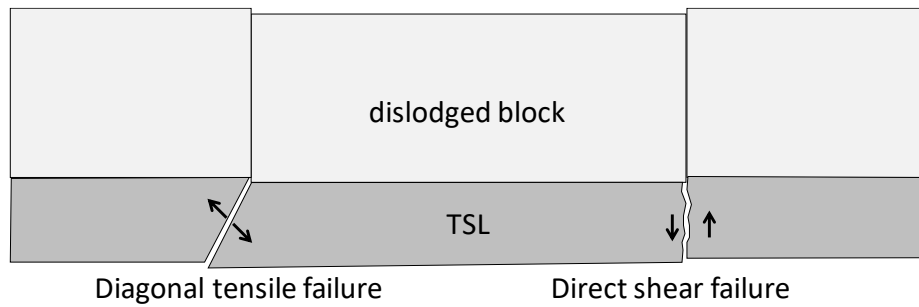 dislodged block
TSL
Diagonal tensile failure
Direct shear failure